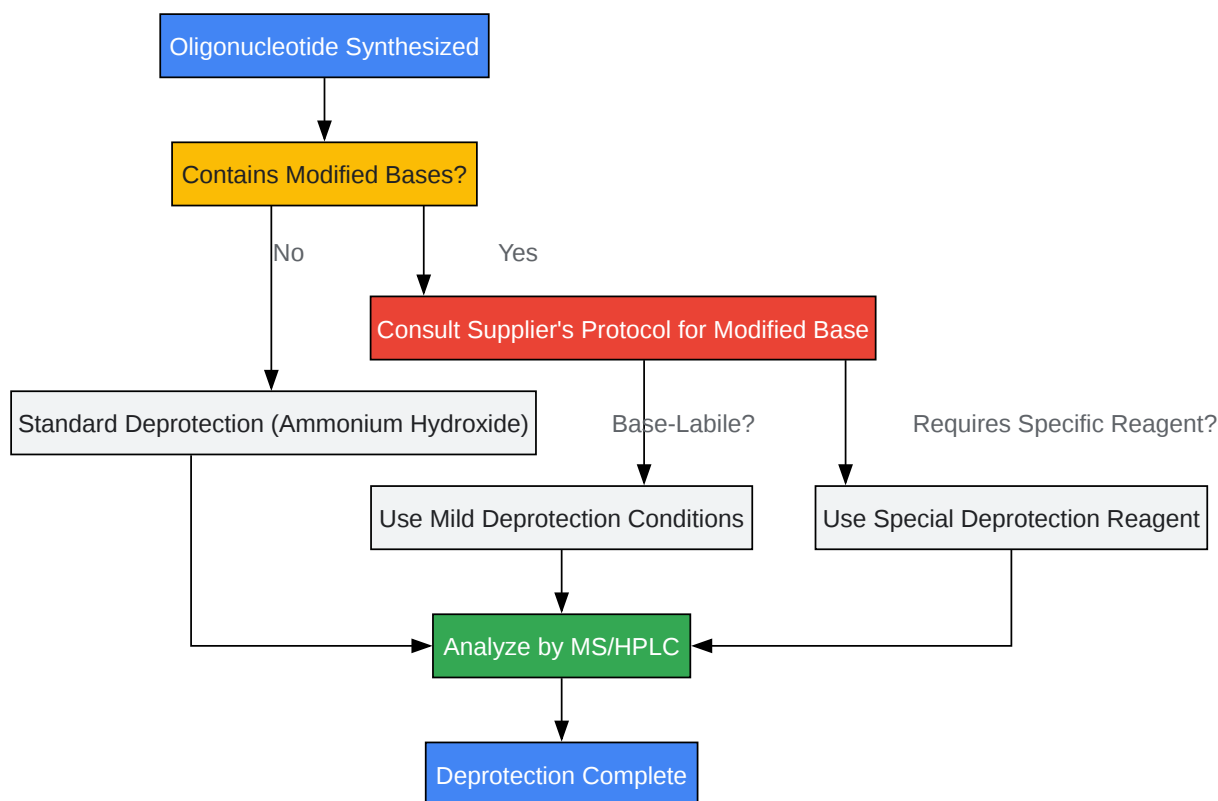 Oligonucleotide Synthesized
Contains Modified Bases?
No
Yes
Consult Supplier's Protocol for Modified Base
Standard Deprotection (Ammonium Hydroxide)
Base-Labile?
Requires Specific Reagent?
Use Mild Deprotection Conditions
Use Special Deprotection Reagent
Analyze by MS/HPLC
Deprotection Complete